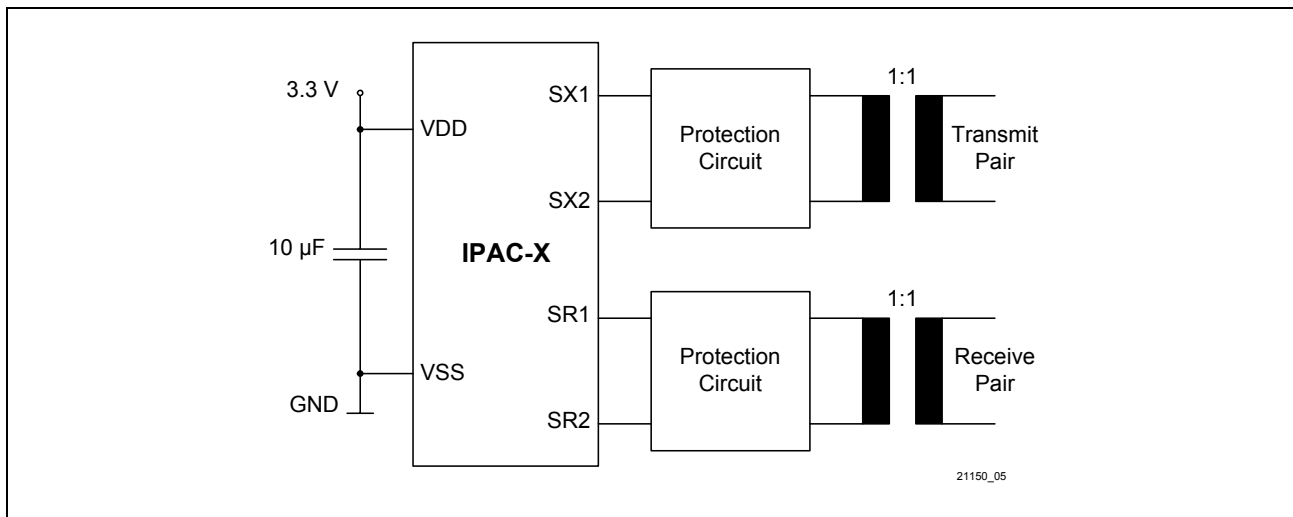 3.3 V
VDD
10 µF
VSS
GND
IPAC-X
SX1
SX2
SR1
SR2
Protection
Circuit
1:1
Transmit
Pair
Protection
Circuit
1:1
Receive
Pair
21150_05